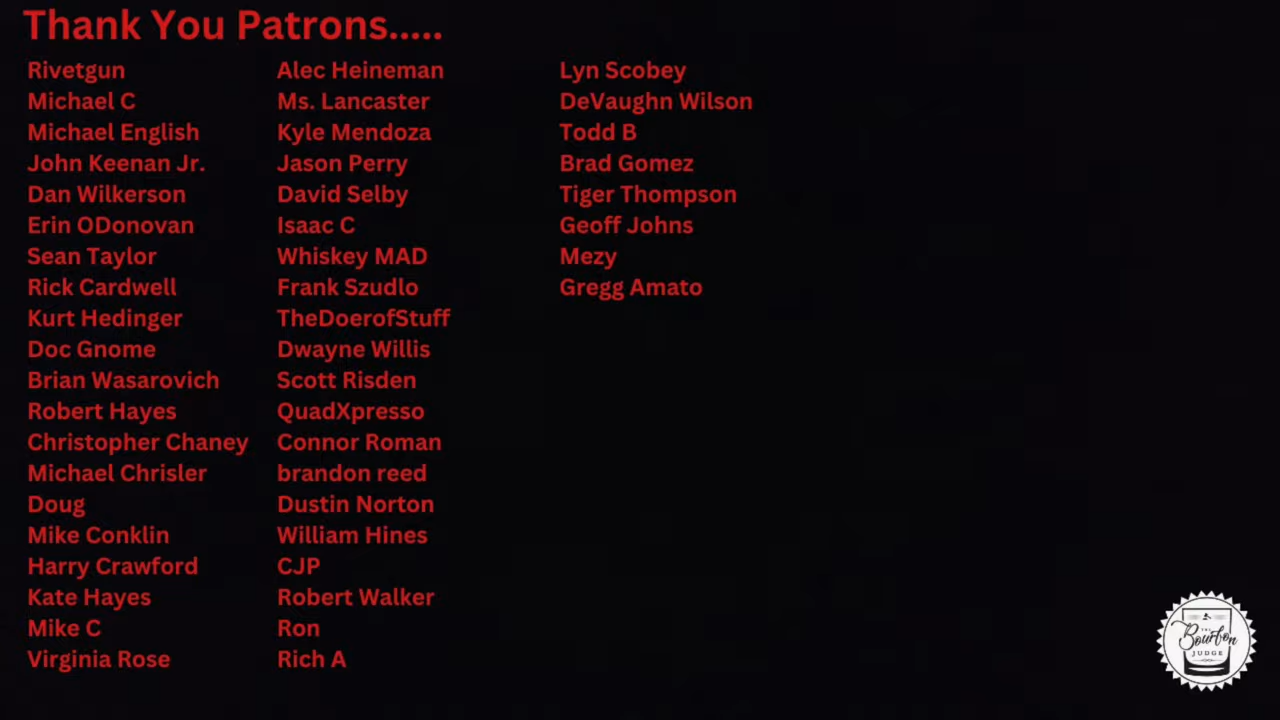 Thank You Patrons.....
Rivetgun
Michael C
Michael English
John Keenan Jr.
Dan Wilkerson
Erin ODonovan
Sean Taylor
Rick Cardwell
Kurt Hedinger
Doc Gnome
Brian Wasarovich
Robert Hayes
Christopher Chaney
Michael Chrisler
Doug
Mike Conklin
Harry Crawford
Kate Hayes
Mike C
Virginia Rose
Alec Heineman
Ms. Lancaster
Kyle Mendoza
Jason Perry
David Selby
Isaac C
Whiskey MAD
Frank Szudlo
TheDoerofStuff
Dwayne Willis
Scott Risden
QuadXpresso
Connor Roman
brandon reed
Dustin Norton
William Hines
CJP
Robert Walker
Ron
Rich A
Lyn Scobey
DeVaughn Wilson
Todd B
Brad Gomez
Tiger Thompson
Geoff Johns
Mezy
Gregg Amato
THE
Bourbon
JUDGE